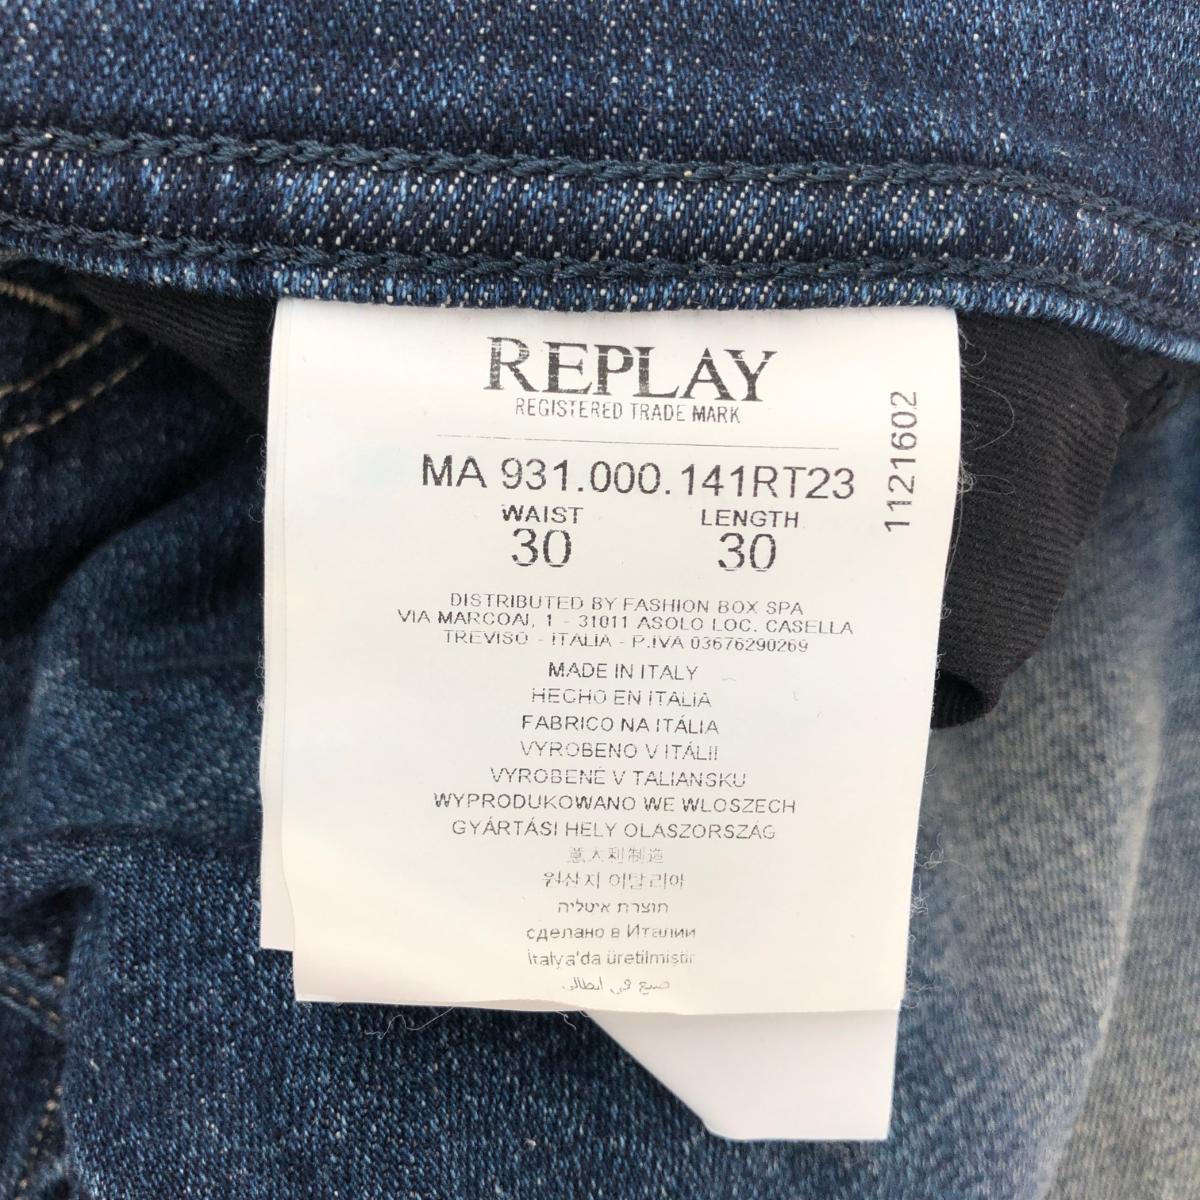 REPLAY
REGISTERED TRADE MARK
1121602
MA 931.000.141RT23
WAIST LENGTH
30 30
DISTRIBUTED BY FASHION BOX SPA
VIA MARCOAI, 1 - 31011 ASOLO LOC. CASELLA
TREVISO - ITALIA - P.IVA 03676290269
MADE IN ITALY
HECHO EN ITALIA
FABRICO NA ITÁLIA
VYROBENO V ITÁLII
VYROBENÉ V TALIANSKU
WYPRODUKOWANO WE WLOSZECH
GYÁRTÁSI HELY OLASZORSZÁG
意大利制造
원산지 이탈리아
תוצרת איטליה
сделано в Италии
İtalya'da üretilmiştir
صنع في ايطالي